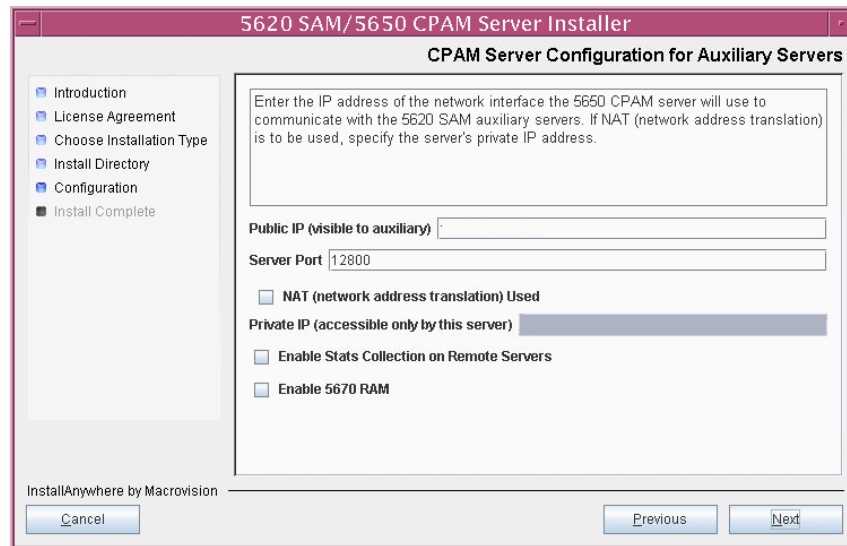 5620 SAM/5650 CPAM Server Installer
CPAM Server Configuration for Auxiliary Servers
Introduction
License Agreement
Choose Installation Type
Install Directory
Configuration
Install Complete
Enter the IP address of the network interface the 5650 CPAM server will use to
communicate with the 5620 SAM auxiliary servers. If NAT (network address translation)
is to be used, specify the server's private IP address.
Public IP (visible to auxiliary)
Server Port 12800
NAT (network address translation) Used
Private IP (accessible only by this server)
Enable Stats Collection on Remote Servers
Enable 5670 RAM
InstallAnywhere by Macrovision
Cancel
Previous
Next